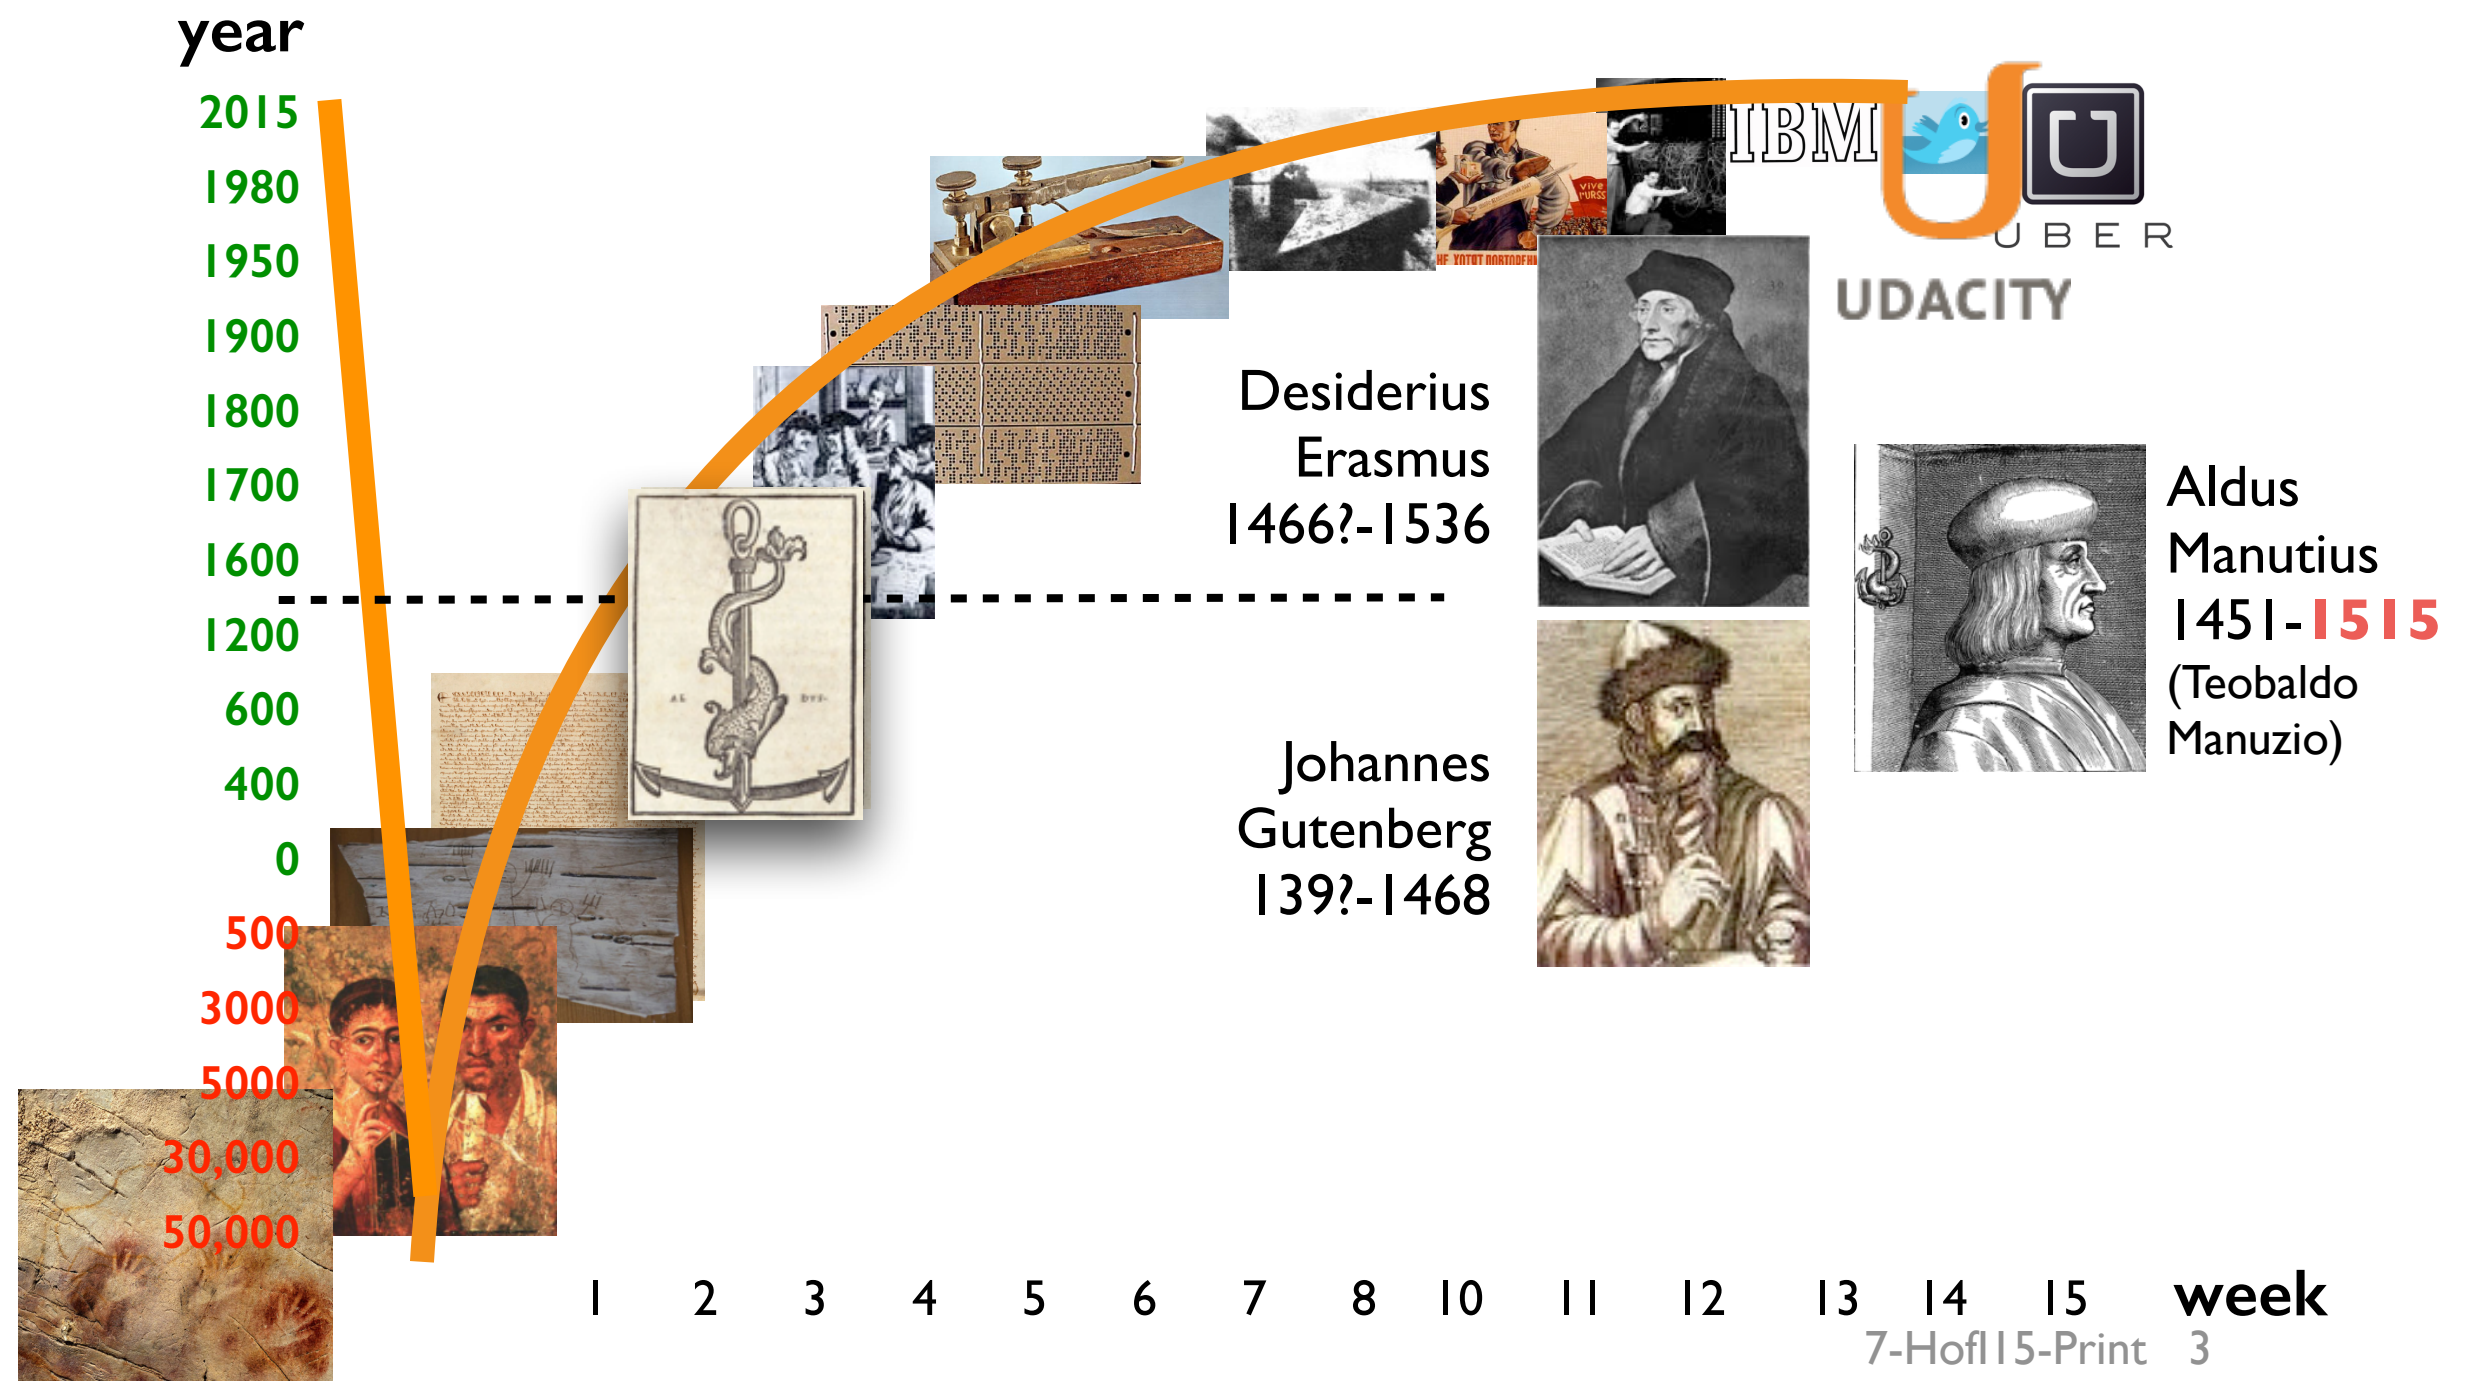 year
2015
1980
1950
1900
1800
1700
1600
1200
600
400
0
500
3000
5000
30,000
50,000
IBM
UBER
UDACITY
vive
l'URSS
Desiderius
Erasmus
1466?-1536
Aldus
Manutius
1451-1515
(Teobaldo
Manuzio)
Johannes
Gutenberg
139?-1468
1 2 3 4 5 6 7 8 10 11 12 13 14 15 week
7-HofI15-Print 3